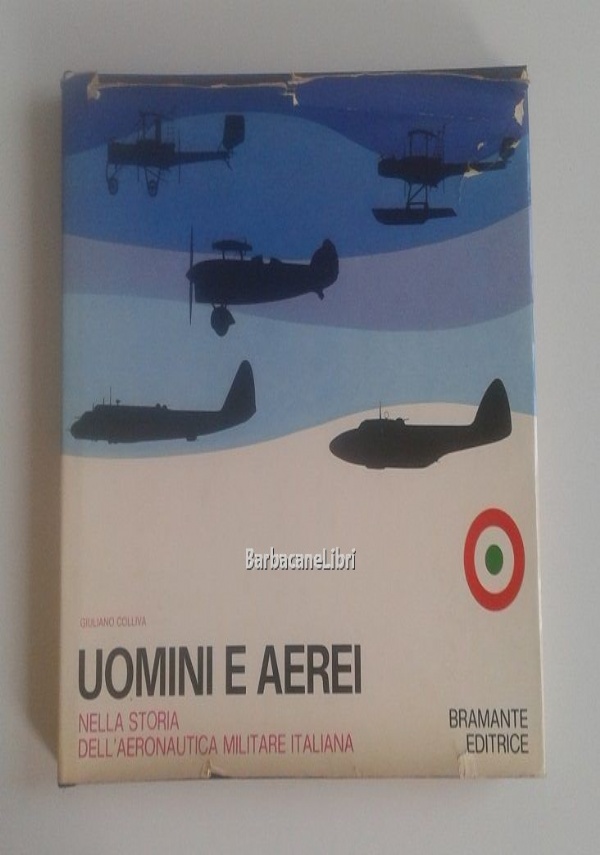 BarbacaneLibri
GIULIANO COLLIVA
UOMINI E AEREI
NELLA STORIA
DELL'AERONAUTICA MILITARE ITALIANA
BRAMANTE
EDITRICE